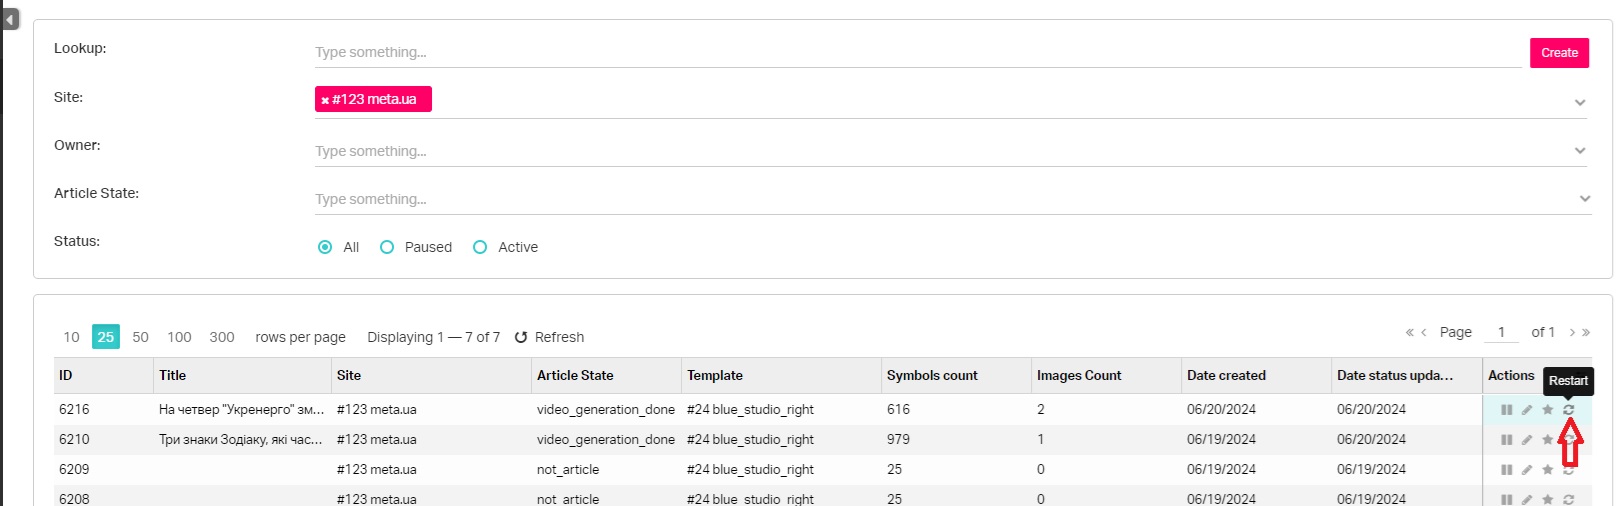 Lookup: Type something... Create
Site: × #123 meta.ua
Owner: Type something...
Article State: Type something...
Status: All Paused Active
10 25 50 100 300 rows per page Displaying 1 — 7 of 7 Refresh « ‹ Page 1 of 1 › »
ID Title Site Article State Template Symbols count Images Count Date created Date status upda... Actions
Restart
6216 На четвер "Укренерго" зм... #123 meta.ua video_generation_done #24 blue_studio_right 616 2 06/20/2024 06/20/2024
6210 Три знаки Зодіаку, які час... #123 meta.ua video_generation_done #24 blue_studio_right 979 1 06/19/2024 06/20/2024
6209 #123 meta.ua not_article #24 blue_studio_right 25 0 06/19/2024 06/19/2024
6208 #123 meta.ua not_article #24 blue_studio_right 25 0 06/19/2024 06/19/2024